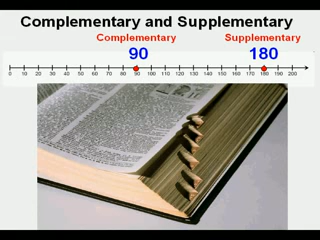 Complementary and Supplementary
Complementary Supplementary
90 180
0 10 20 30 40 50 60 70 80 90 100 110 120 130 140 150 160 170 180 190 200